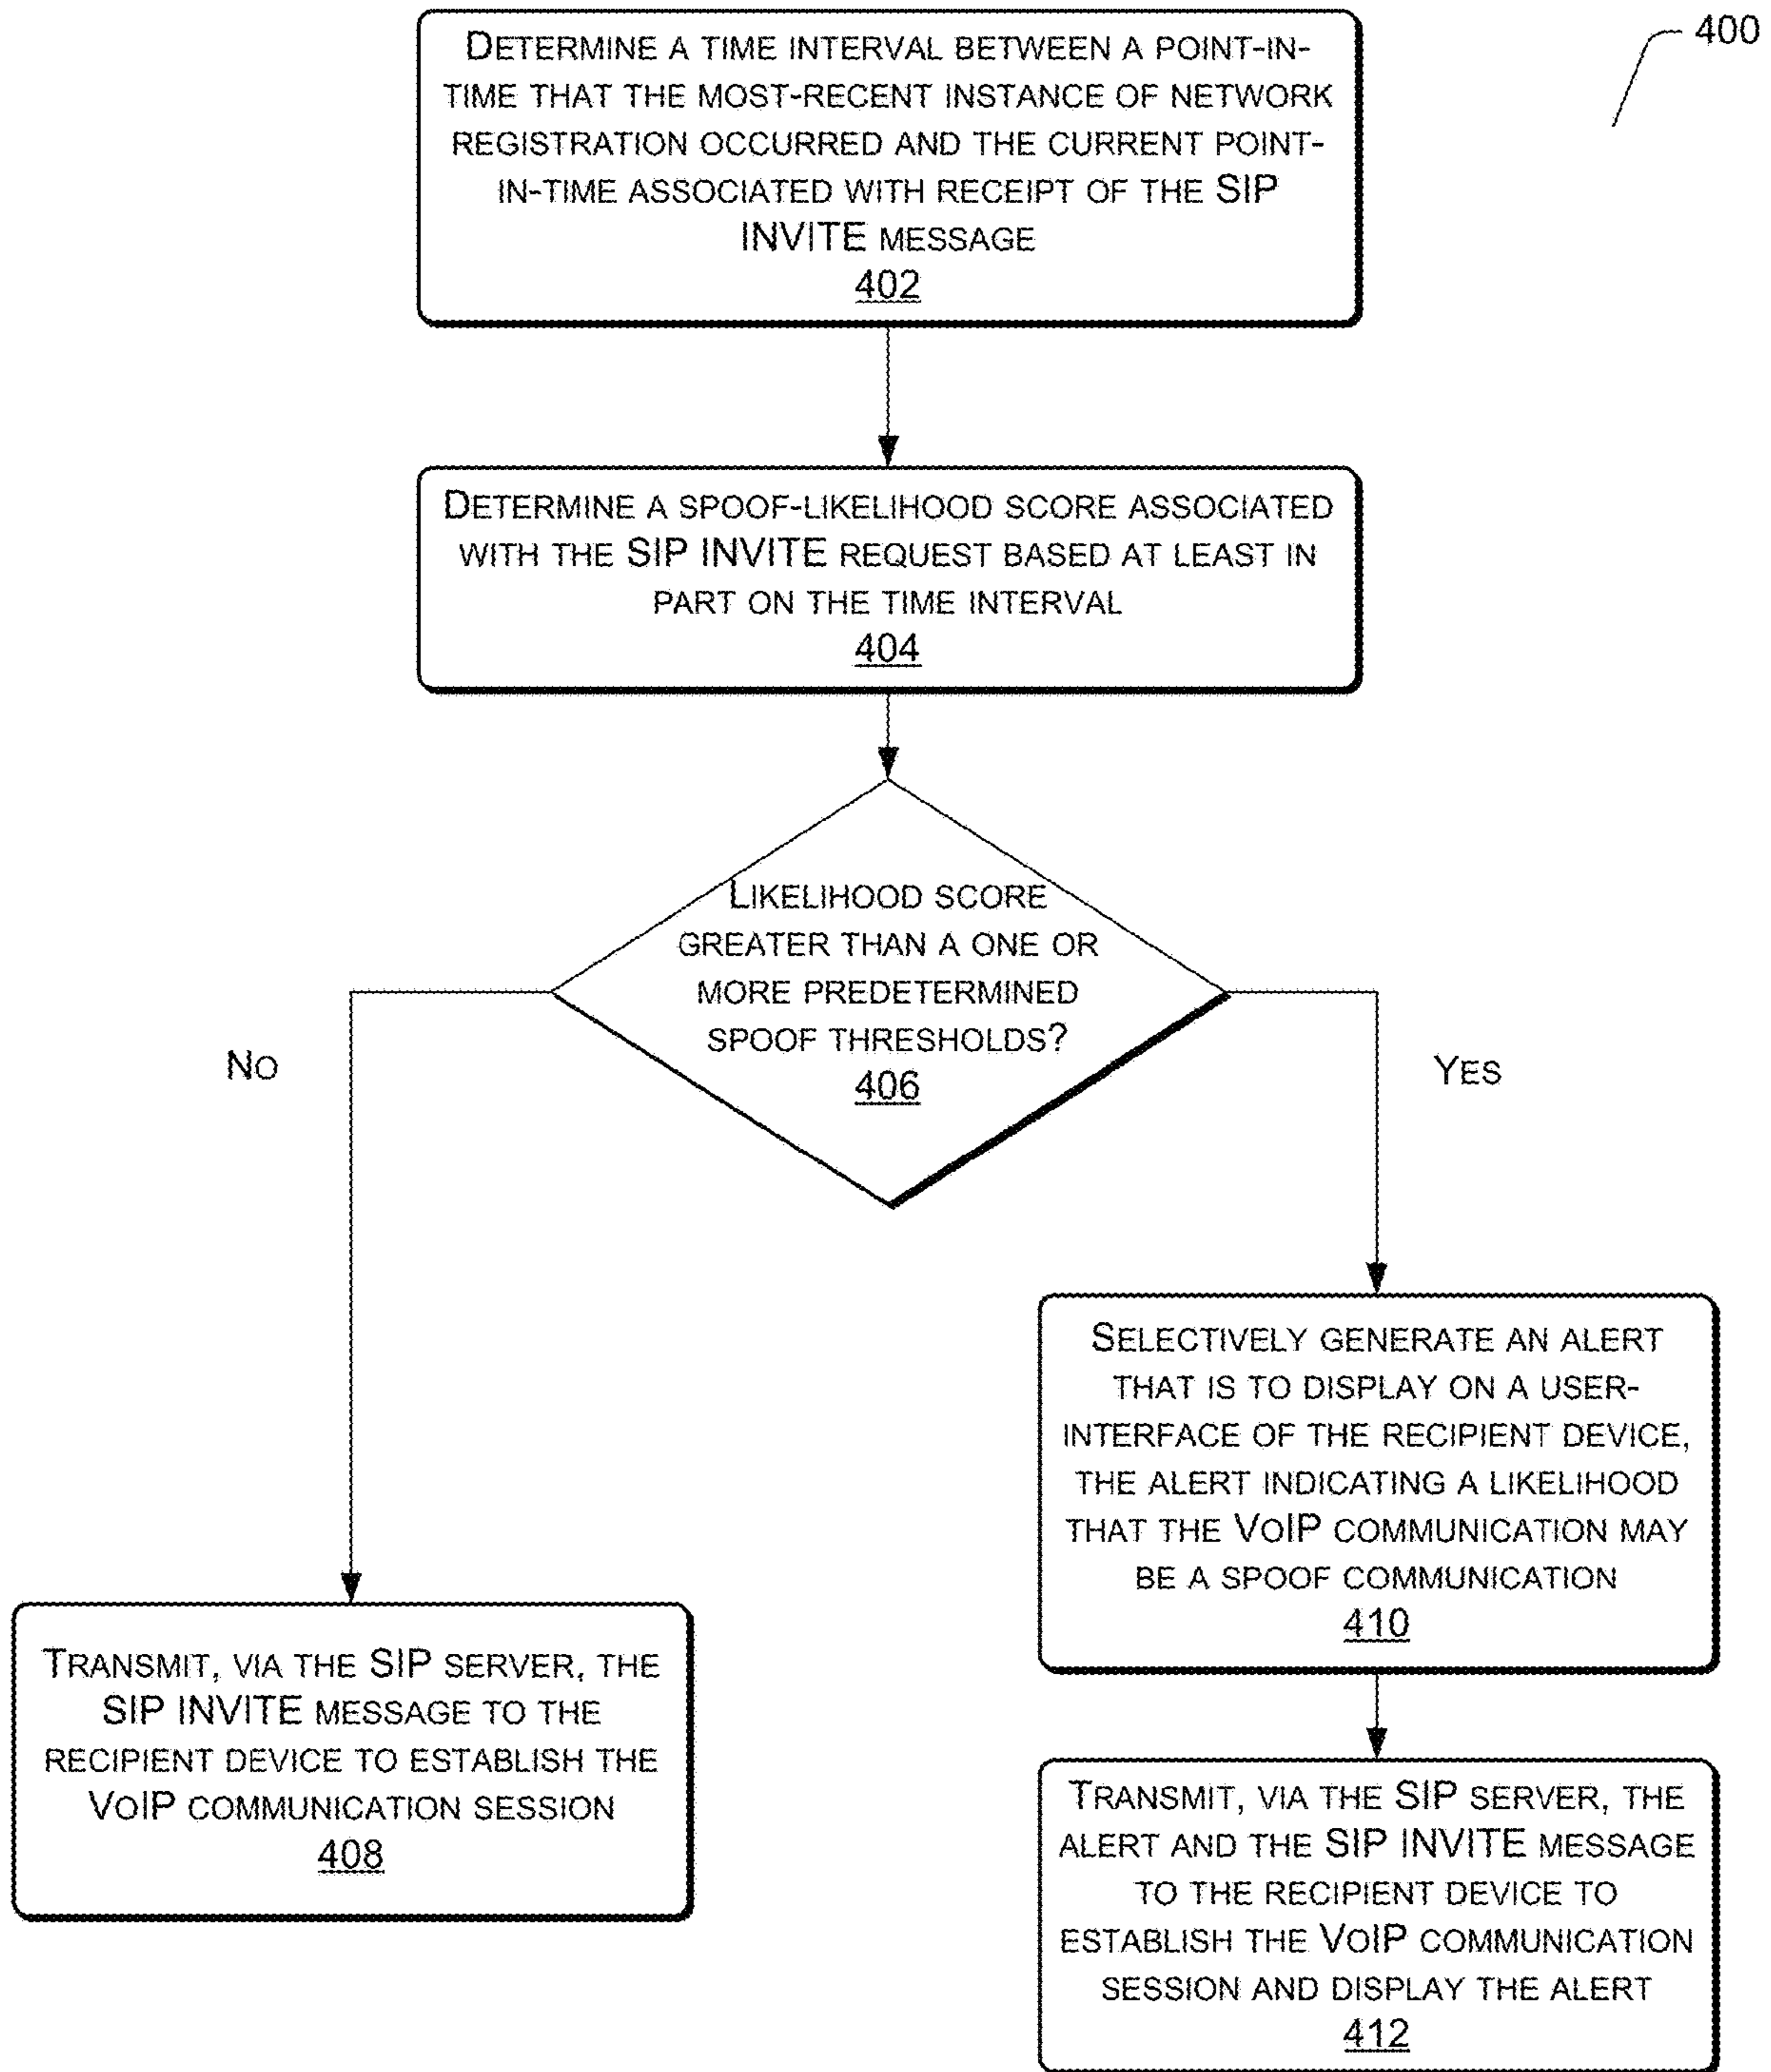 400
DETERMINE A TIME INTERVAL BETWEEN A POINT-IN-
TIME THAT THE MOST-RECENT INSTANCE OF NETWORK
REGISTRATION OCCURRED AND THE CURRENT POINT-
IN-TIME ASSOCIATED WITH RECEIPT OF THE SIP
INVITE MESSAGE
402
DETERMINE A SPOOF-LIKELIHOOD SCORE ASSOCIATED
WITH THE SIP INVITE REQUEST BASED AT LEAST IN
PART ON THE TIME INTERVAL
404
LIKELIHOOD SCORE
GREATER THAN A ONE OR
MORE PREDETERMINED
SPOOF THRESHOLDS?
406
NO
YES
SELECTIVELY GENERATE AN ALERT
THAT IS TO DISPLAY ON A USER-
INTERFACE OF THE RECIPIENT DEVICE,
THE ALERT INDICATING A LIKELIHOOD
THAT THE VOIP COMMUNICATION MAY
BE A SPOOF COMMUNICATION
410
TRANSMIT, VIA THE SIP SERVER, THE
SIP INVITE MESSAGE TO THE
RECIPIENT DEVICE TO ESTABLISH THE
VOIP COMMUNICATION SESSION
408
TRANSMIT, VIA THE SIP SERVER, THE
ALERT AND THE SIP INVITE MESSAGE
TO THE RECIPIENT DEVICE TO
ESTABLISH THE VOIP COMMUNICATION
SESSION AND DISPLAY THE ALERT
412